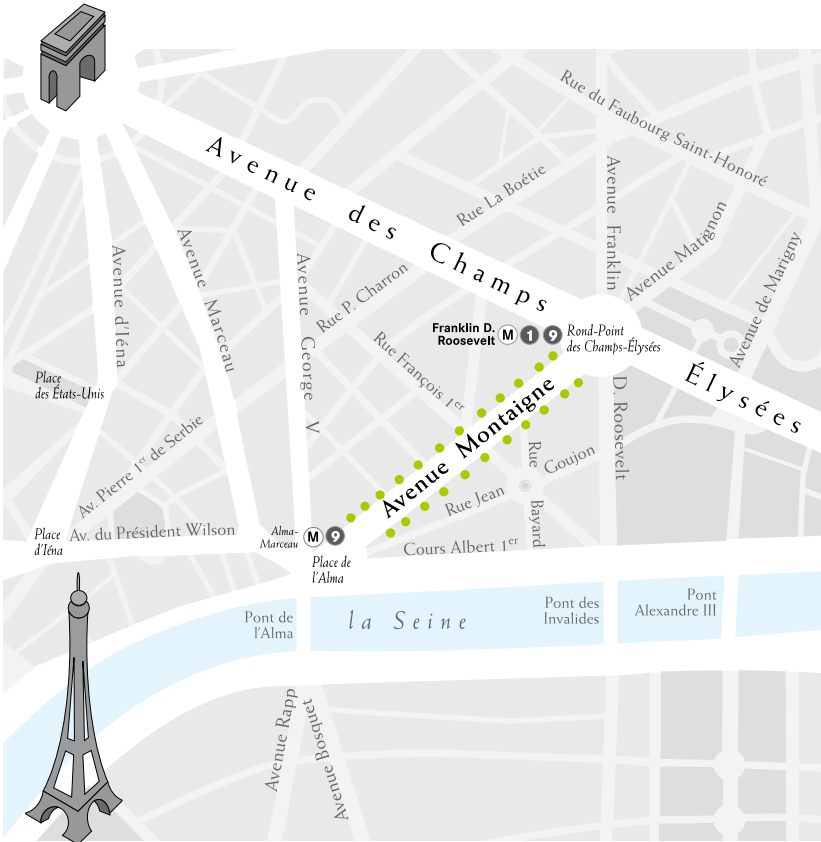 Rue du Faubourg Saint-Honoré
Avenue des Champs
Élysées
Rue La Boétie
Avenue Franklin
D. Roosevelt
Avenue Matignon
Avenue de Marigny
Avenue d'Iéna
Avenue Marceau
Avenue George V
Rue P. Charron
Franklin D.
Roosevelt
M 1 9
Rond-Point
des Champs-Élysées
Rue François 1er
Place
des États-Unis
Avenue Montaigne
Av. Pierre 1er de Serbie
Rue Bayard
Rue Jean Goujon
Place
d'Iéna
Av. du Président Wilson
Alma-
Marceau
M 9
Place de
l'Alma
Cours Albert 1er
Pont de
l'Alma
la Seine
Pont des
Invalides
Pont
Alexandre III
Avenue Rapp
Avenue Bosquet